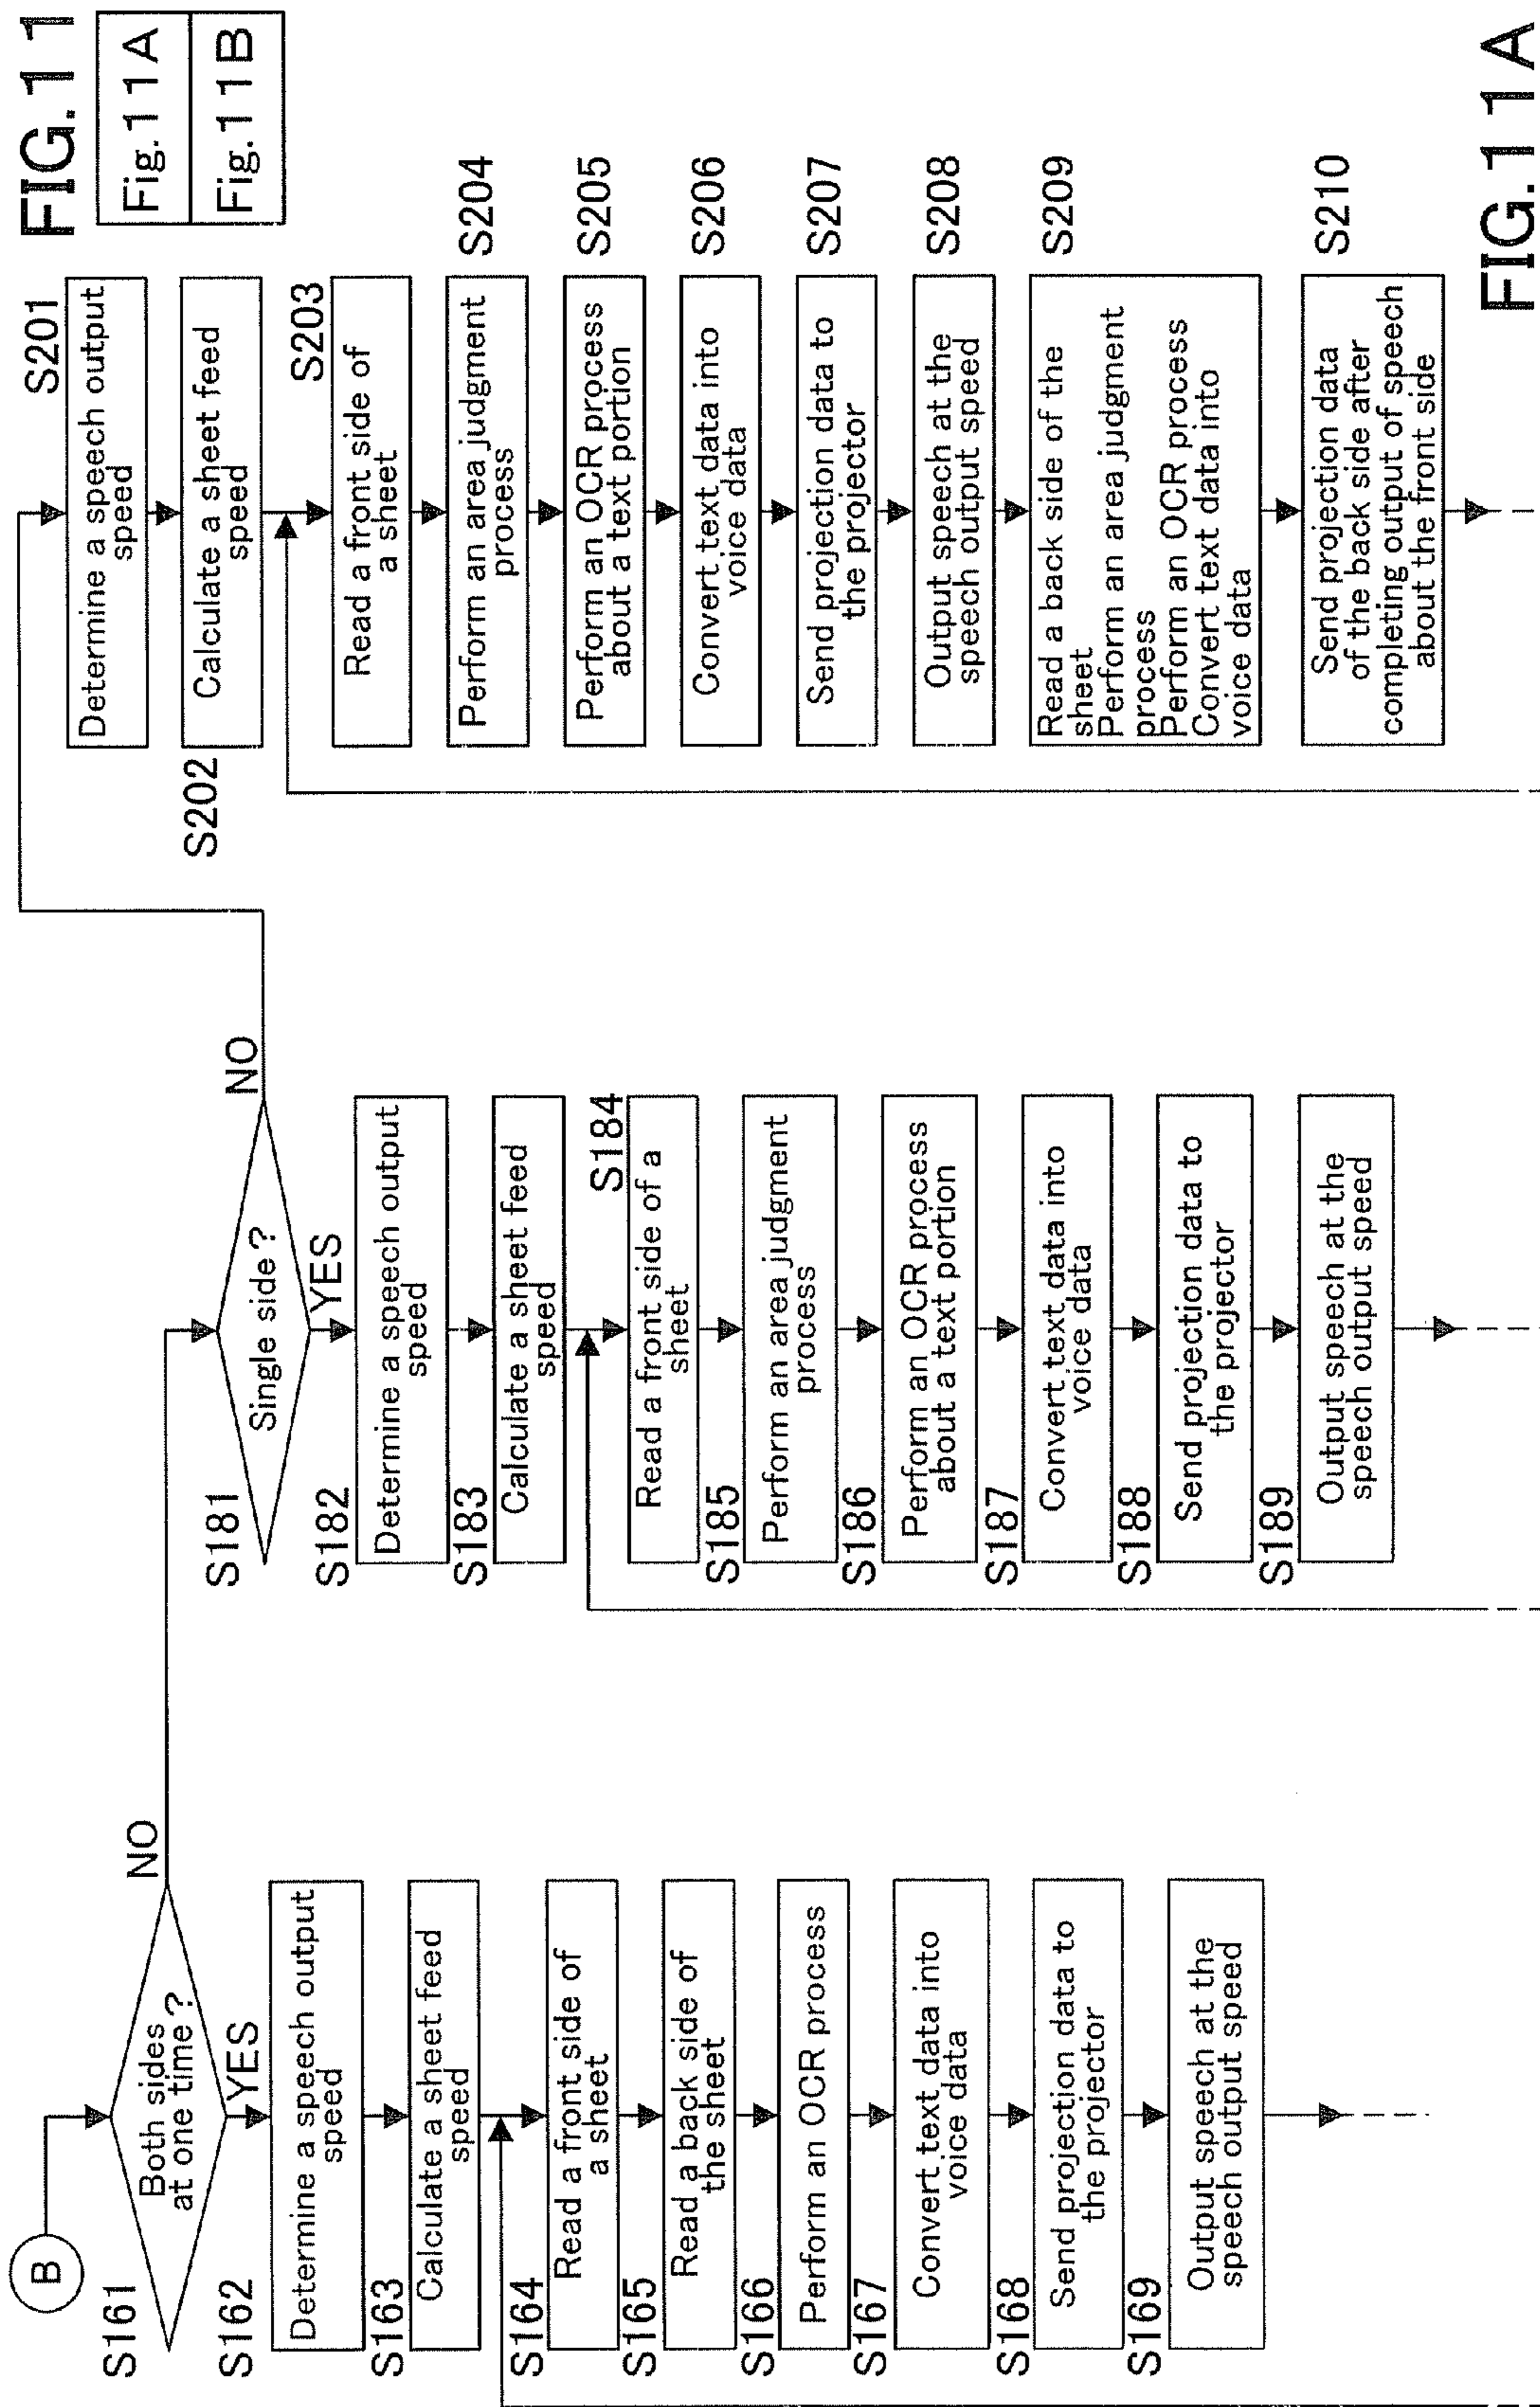 FIG.11
Fig.11A
Fig.11B
B
S161
Both sides
at one time?
NO
YES
S162
Determine a speech output
speed
S163
Calculate a sheet feed
speed
S164
Read a front side of
a sheet
S165
Read a back side of
the sheet
S166
Perform an OCR process
S167
Convert text data into
voice data
S168
Send projection data to
the projector
S169
Output speech at the
speech output speed
S181
Single side?
NO
YES
S182
Determine a speech output
speed
S183
Calculate a sheet feed
speed
S184
Read a front side of a
sheet
S185
Perform an area judgment
process
S186
Perform an OCR process
about a text portion
S187
Convert text data into
voice data
S188
Send projection data to
the projector
S189
Output speech at the
speech output speed
S201
Determine a speech output
speed
S202
Calculate a sheet feed
speed
S203
Read a front side of
a sheet
S204
Perform an area judgment
process
S205
Perform an OCR process
about a text portion
S206
Convert text data into
voice data
S207
Send projection data to
the projector
S208
Output speech at the
speech output speed
S209
Read a back side of the
sheet
Perform an area judgment
process
Perform an OCR process
Convert text data into
voice data
S210
Send projection data
of the back side after
completing output of speech
about the front side
FIG.11A